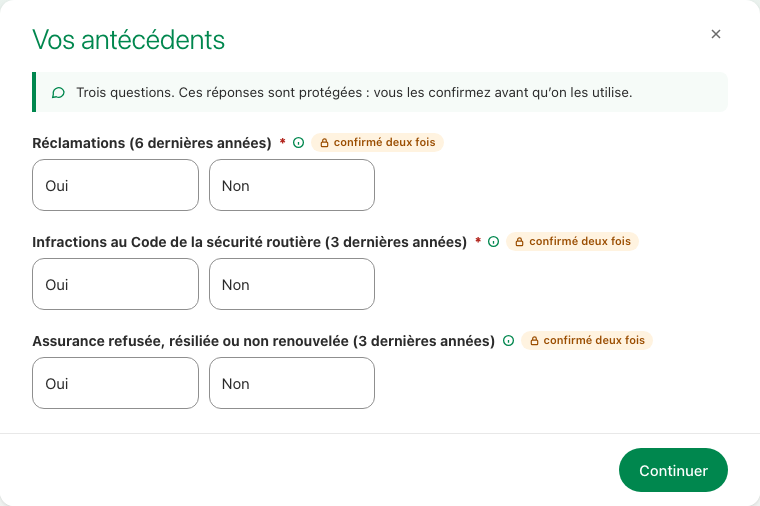 Vos antécédents
Trois questions. Ces réponses sont protégées : vous les confirmez avant qu’on les utilise.
Réclamations (6 dernières années) * confirmé deux fois
Oui Non
Infractions au Code de la sécurité routière (3 dernières années) * confirmé deux fois
Oui Non
Assurance refusée, résiliée ou non renouvelée (3 dernières années) confirmé deux fois
Oui Non
Continuer